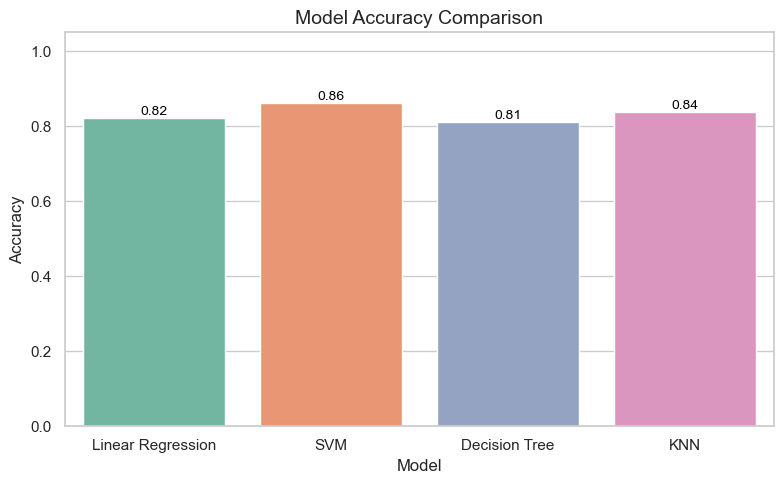 Model Accuracy Comparison
1.0
0.8
0.6
0.4
0.2
0.0
Accuracy
0.82
0.86
0.81
0.84
Linear Regression
SVM
Decision Tree
KNN
Model